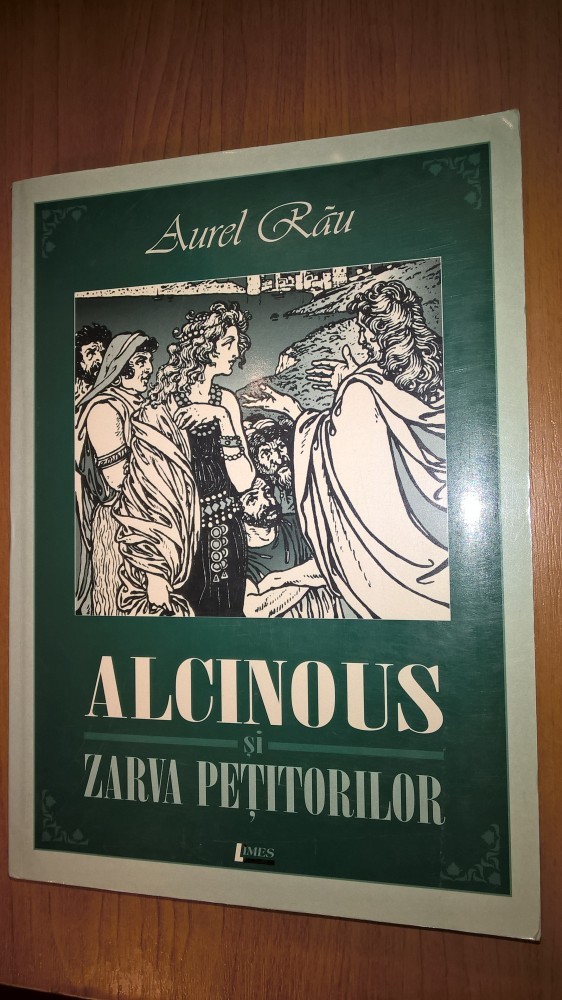 Aurel Rău
ALCINOUS
și
ZARVA PEȚITORILOR
LIMES